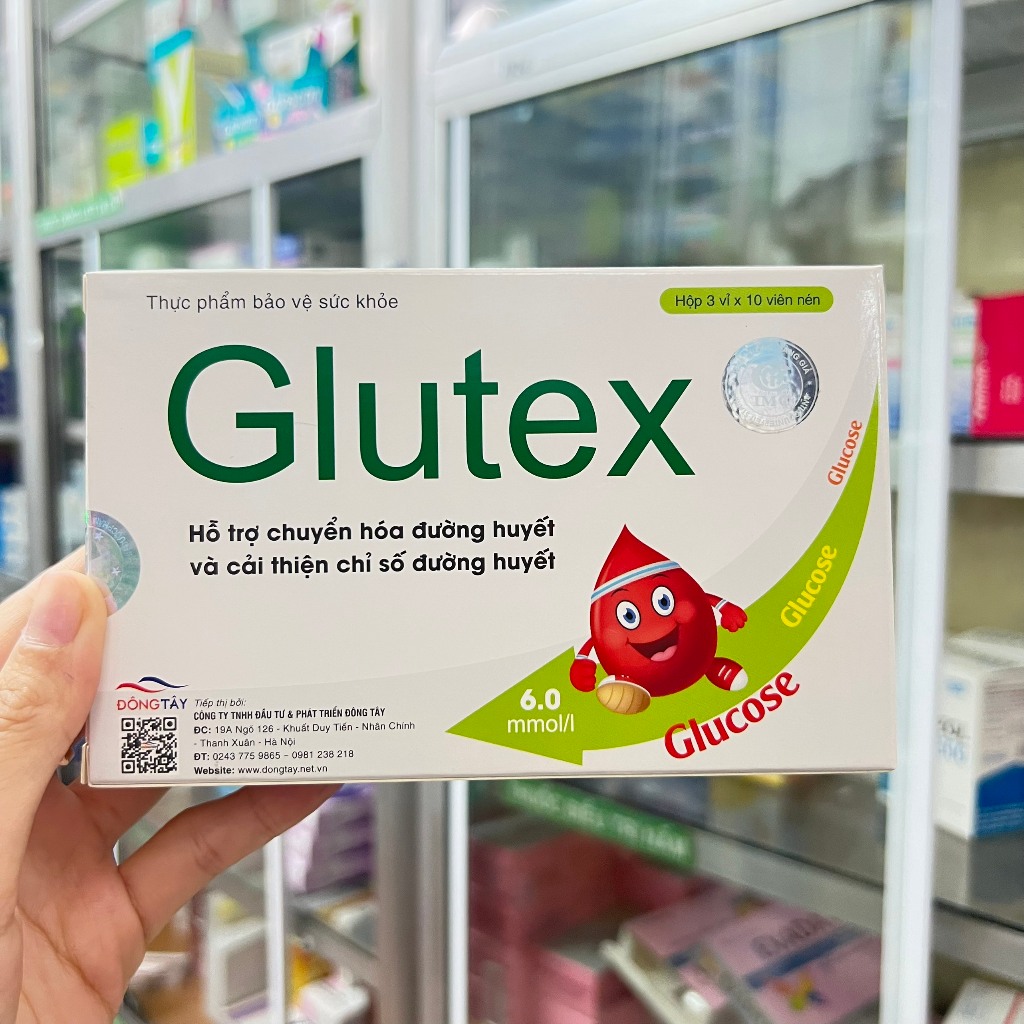 Thực phẩm bảo vệ sức khỏe
Hộp 3 vỉ x 10 viên nén
Glutex
Hỗ trợ chuyển hóa đường huyết
và cải thiện chỉ số đường huyết
Glucose
Glucose
Glucose
6.0
mmol/l
ĐÔNG TÂY
Tiếp thị bởi:
CÔNG TY TNHH ĐẦU TƯ & PHÁT TRIỂN ĐÔNG TÂY
ĐC: 19A Ngõ 126 - Khuất Duy Tiến - Nhân Chính
- Thanh Xuân - Hà Nội
ĐT: 0243 775 9865 – 0981 238 218
Website: www.dongtay.net.vn